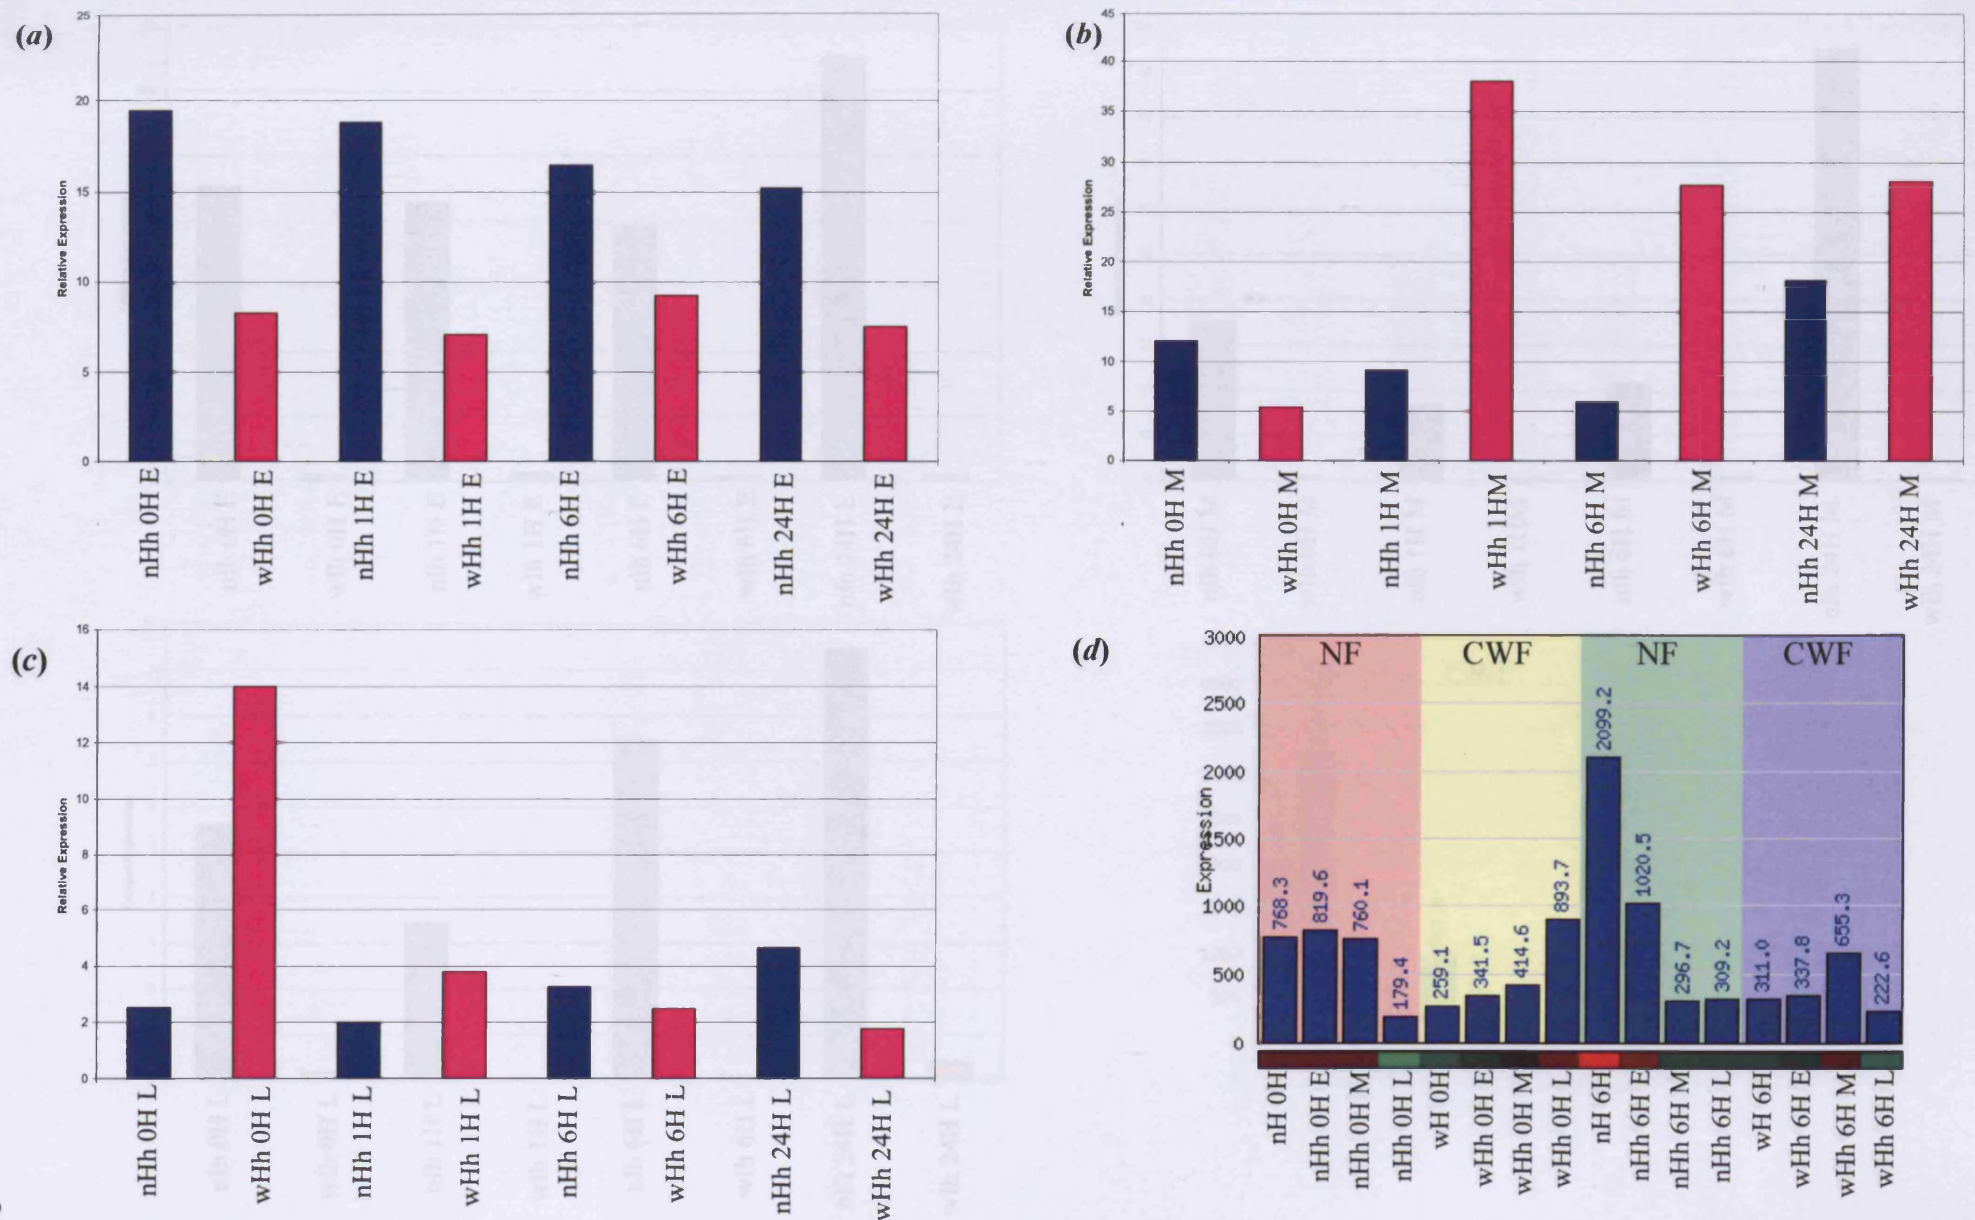 (a)
25
20
15
10
5
0
Relative Expression
nHh 0H E
wHh 0H E
nHh 1H E
wHh 1H E
nHh 6H E
wHh 6H E
nHh 24H E
wHh 24H E
(b)
45
40
35
30
25
20
15
10
5
0
Relative Expression
nHh 0H M
wHh 0H M
nHh 1H M
wHh 1HM
nHh 6H M
wHh 6H M
nHh 24H M
wHh 24H M
(c)
16
14
12
10
8
6
4
2
0
Relative Expression
nHh 0H L
wHh 0H L
nHh 1H L
wHh 1H L
nHh 6H L
wHh 6H L
nHh 24H L
wHh 24H L
(d)
3000
2500
2000
1500
1000
500
0
Expression
NF
CWF
NF
CWF
768.3
819.6
760.1
179.4
259.1
341.5
414.6
893.7
2099.2
1020.5
296.7
309.2
311.0
337.8
655.3
222.6
nH 0H
nHh 0H E
nHh 0H M
nHh 0H L
wH 0H
wHh 0H E
wHh 0H M
wHh 0H L
nH 6H
nHh 6H E
nHh 6H M
nHh 6H L
wH 6H
wHh 6H E
wHh 6H M
wHh 6H L